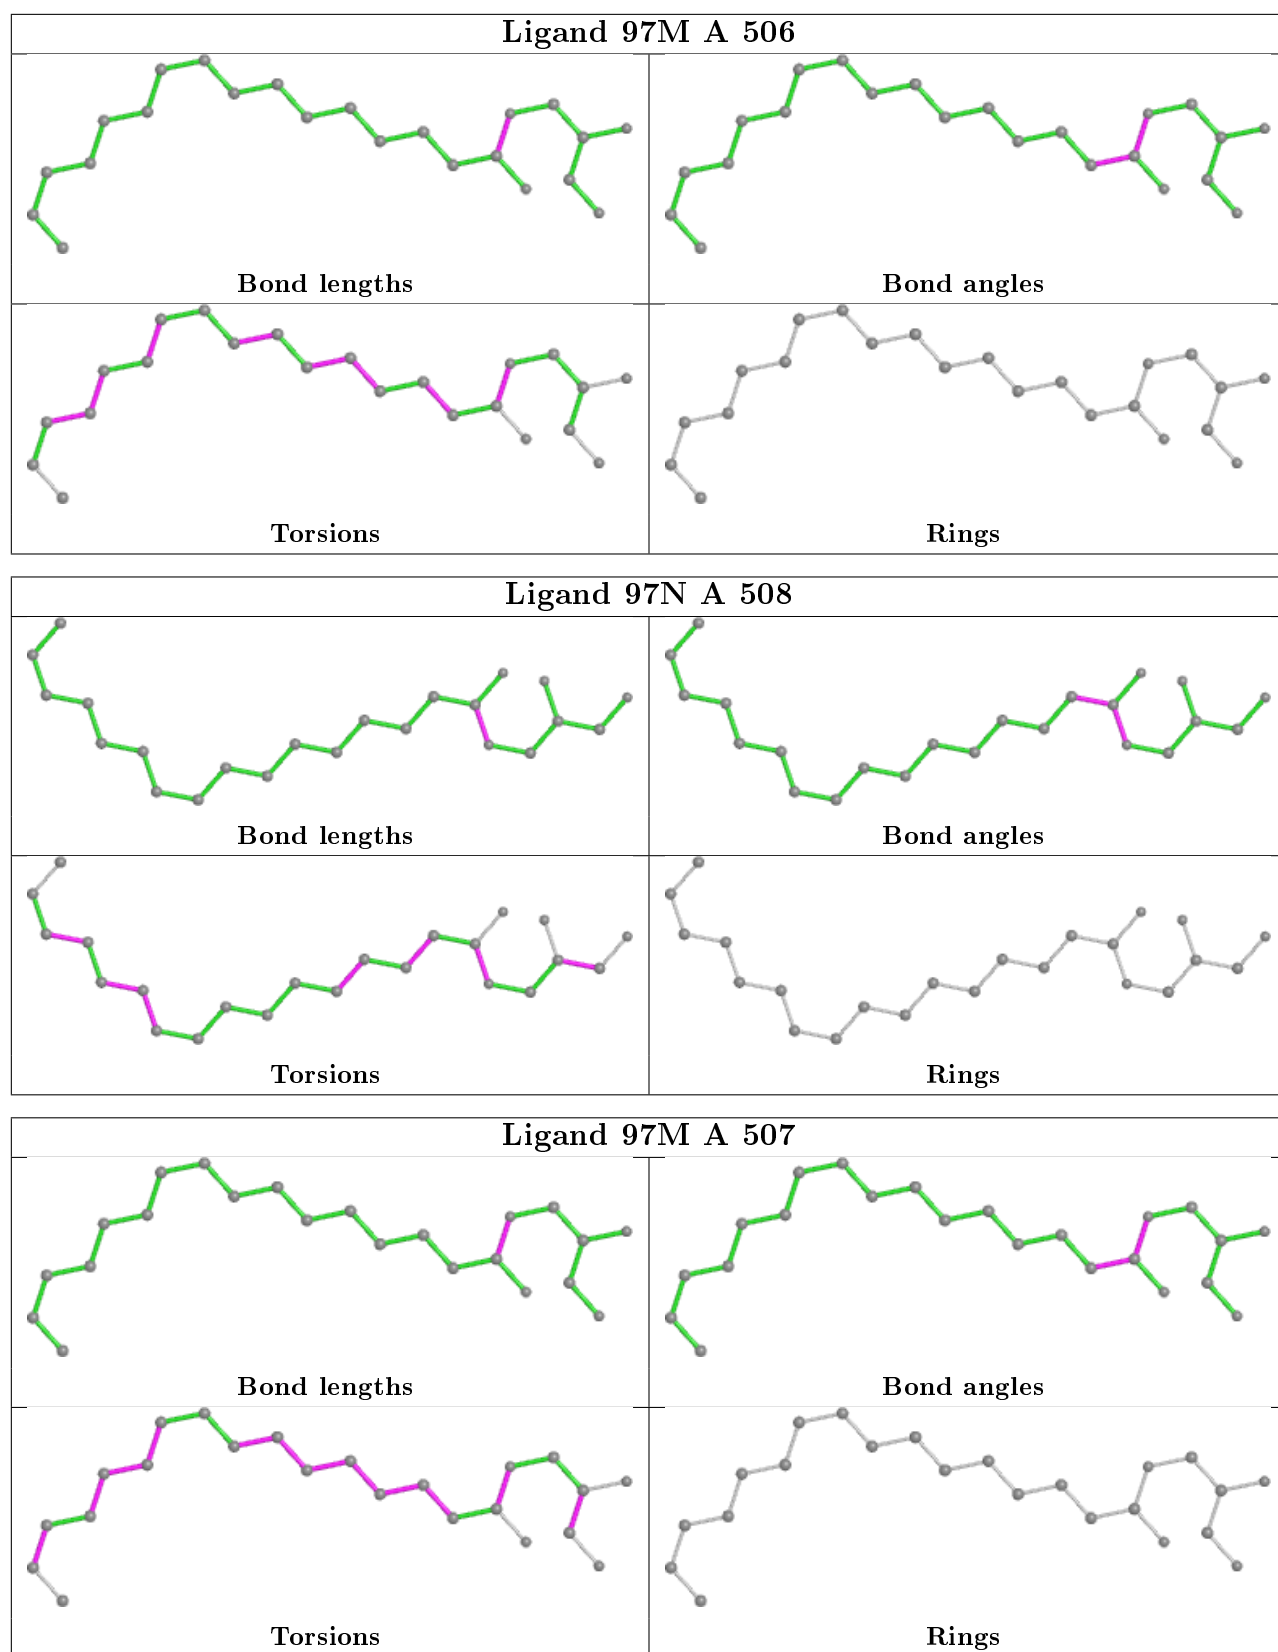 Ligand 97M A 506
Bond lengths
Bond angles
Torsions
Rings
Ligand 97N A 508
Bond lengths
Bond angles
Torsions
Rings
Ligand 97M A 507
Bond lengths
Bond angles
Torsions
Rings